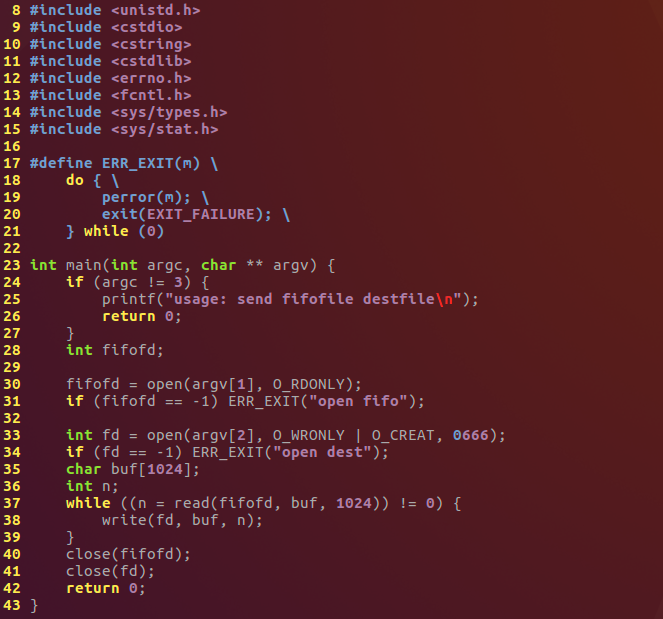 8 #include <unistd.h>
9 #include <cstdio>
10 #include <cstring>
11 #include <cstdlib>
12 #include <errno.h>
13 #include <fcntl.h>
14 #include <sys/types.h>
15 #include <sys/stat.h>
16
17 #define ERR_EXIT(m) \
18     do { \
19         perror(m); \
20         exit(EXIT_FAILURE); \
21     } while (0)
22
23 int main(int argc, char ** argv) {
24     if (argc != 3) {
25         printf("usage: send fifofile destfile\n");
26         return 0;
27     }
28     int fifofd;
29
30     fifofd = open(argv[1], O_RDONLY);
31     if (fifofd == -1) ERR_EXIT("open fifo");
32
33     int fd = open(argv[2], O_WRONLY | O_CREAT, 0666);
34     if (fd == -1) ERR_EXIT("open dest");
35     char buf[1024];
36     int n;
37     while ((n = read(fifofd, buf, 1024)) != 0) {
38         write(fd, buf, n);
39     }
40     close(fifofd);
41     close(fd);
42     return 0;
43 }